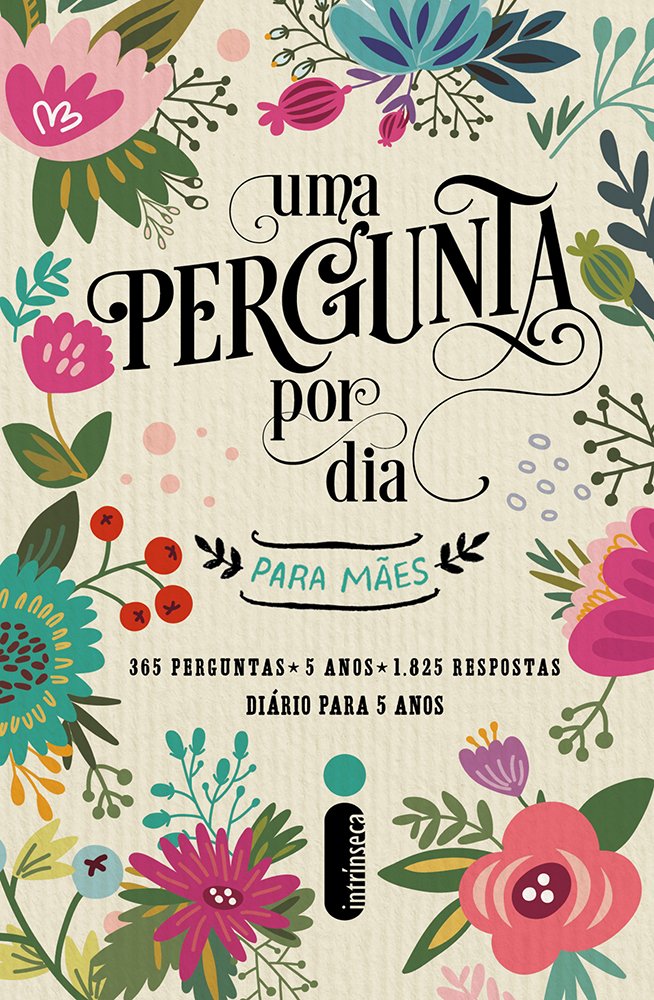 uma
PERGUNTA
por
dia
PARA MÃES
365 PERGUNTAS★5 ANOS★1.825 RESPOSTAS
DIÁRIO PARA 5 ANOS
intrínseca